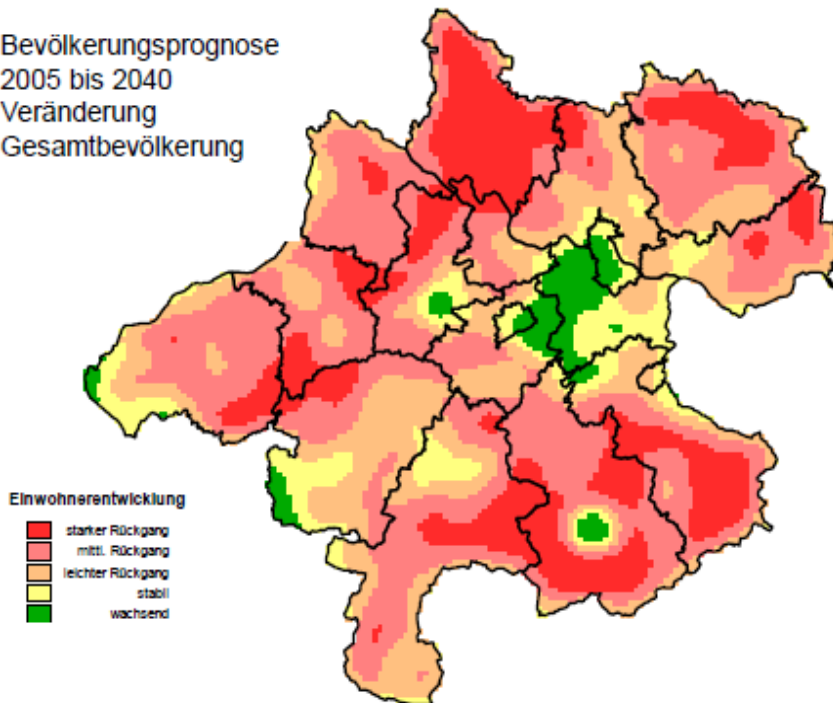 Bevölkerungsprognose
2005 bis 2040
Veränderung
Gesamtbevölkerung
Einwohnerentwicklung
starker Rückgang
mittl. Rückgang
leichter Rückgang
stabil
wachsend